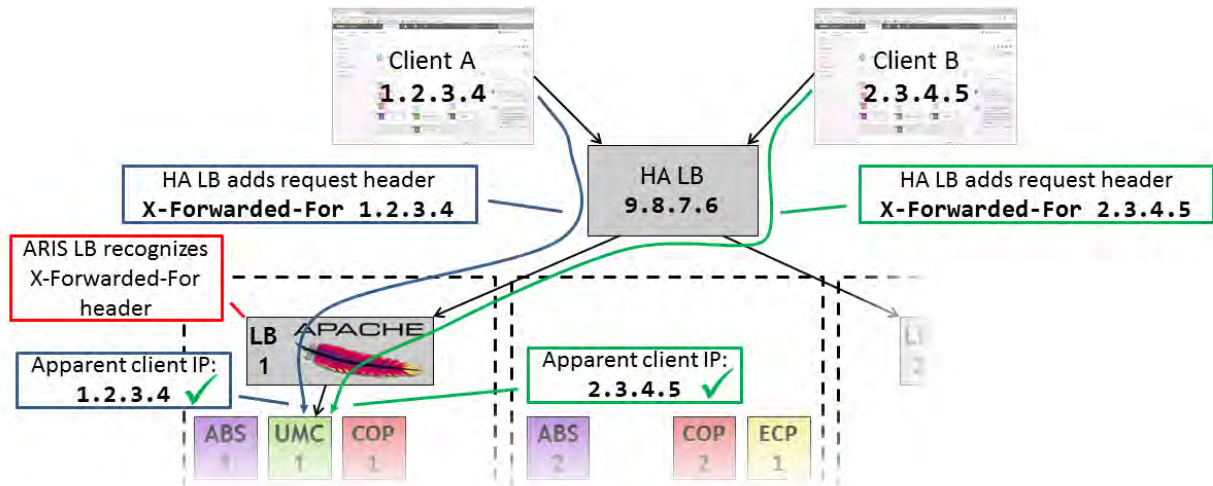 Client A
1.2.3.4
Client B
2.3.4.5
HA LB
9.8.7.6
HA LB adds request header
X-Forwarded-For 1.2.3.4
HA LB adds request header
X-Forwarded-For 2.3.4.5
ARIS LB recognizes
X-Forwarded-For
header
LB
1
APACHE
LB
2
Apparent client IP:
1.2.3.4
Apparent client IP:
2.3.4.5
ABS
1
UMC
1
COP
1
ABS
2
COP
2
ECP
1